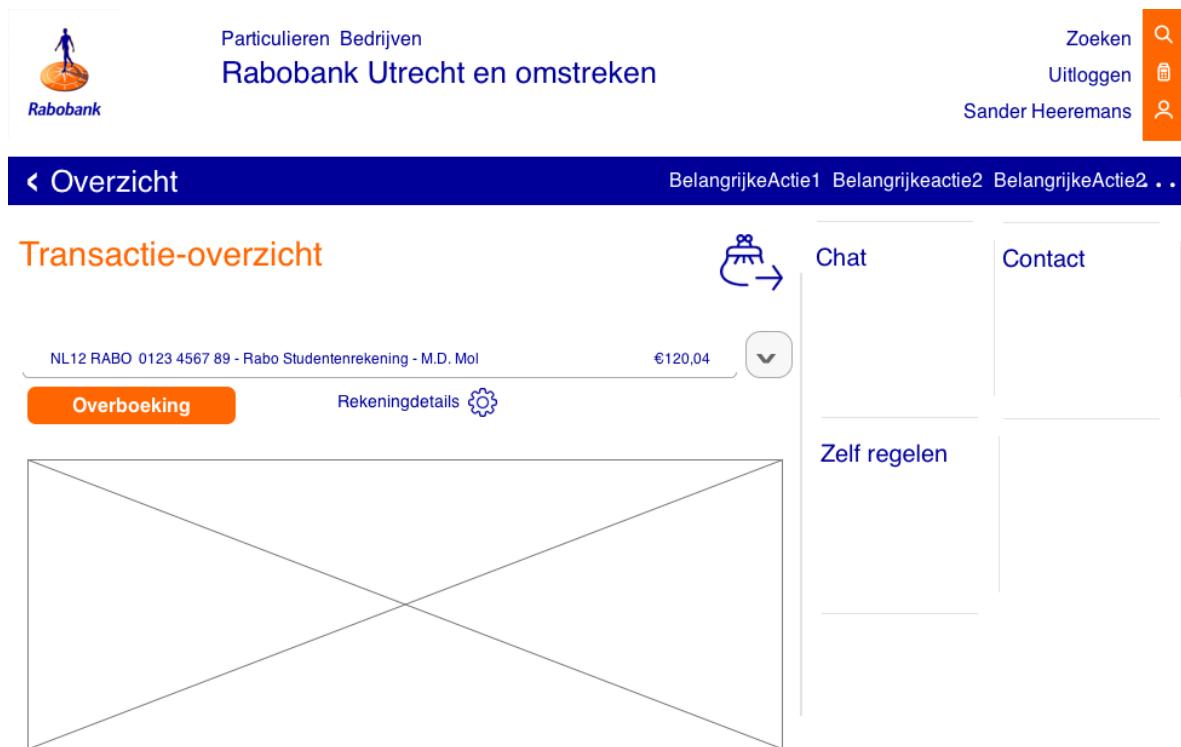 Particulieren Bedrijven
Rabobank Utrecht en omstreken
Rabobank
Zoeken
Uitloggen
Sander Heeremans
Overzicht
BelangrijkeActie1 Belangrijkeactie2 BelangrijkeActie2...
Transactie-overzicht
Chat
Contact
NL12 RABO 0123 4567 89 - Rabo Studentenrekening - M.D. Mol €120,04
Overboeking
Rekeningdetails
Zelf regelen